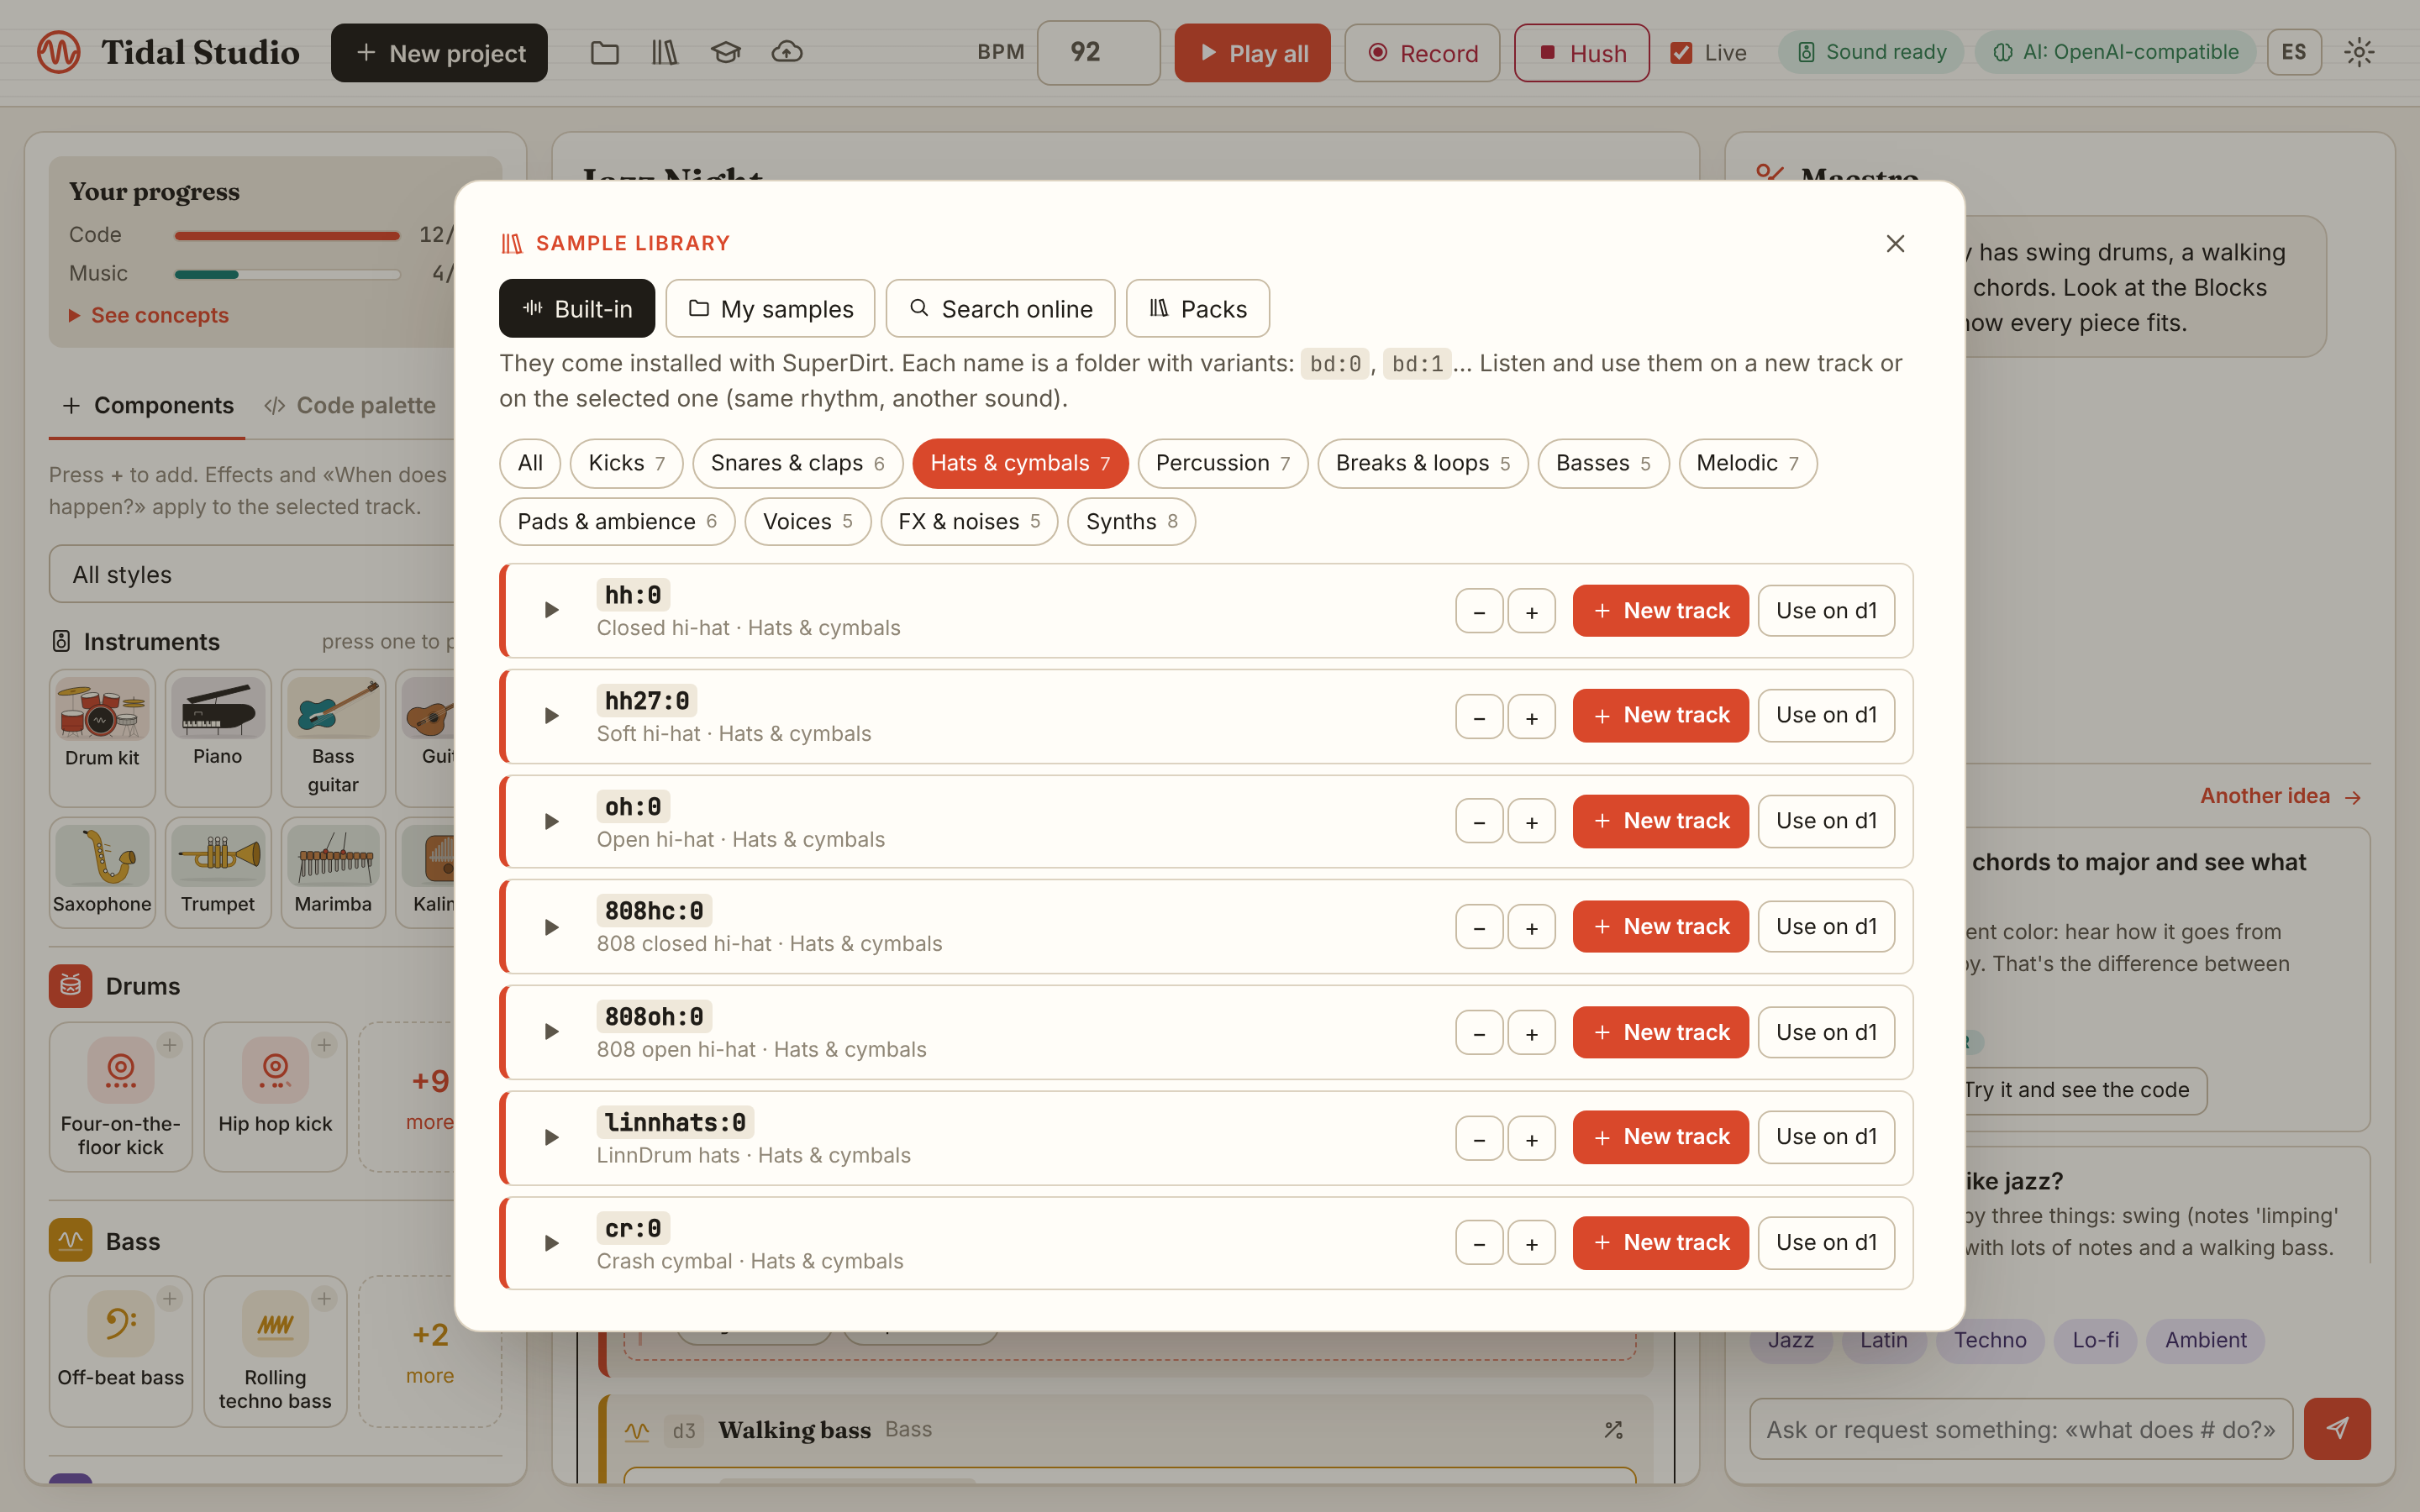 Tidal Studio
New project
BPM
92
Play all
Record
Hush
Live
Sound ready
AI: OpenAI-compatible
ES
Your progress
Code
12/
Music
4/
See concepts
Components
Code palette
Press + to add. Effects and «When does
happen?» apply to the selected track.
All styles
Instruments
press one to
Drum kit
Piano
Bass
guitar
Saxophone
Trumpet
Marimba
Drums
Four-on-the-
floor kick
Hip hop kick
+9
more
Bass
Off-beat bass
Rolling
techno bass
+2
more
Jazz Night
SAMPLE LIBRARY
Built-in
My samples
Search online
Packs
They come installed with SuperDirt. Each name is a folder with variants: bd:0, bd:1... Listen and use them on a new track or
on the selected one (same rhythm, another sound).
All
Kicks 7
Snares & claps 6
Hats & cymbals 7
Percussion 7
Breaks & loops 5
Basses 5
Melodic 7
Pads & ambience 6
Voices 5
FX & noises 5
Synths 8
hh:0
Closed hi-hat · Hats & cymbals
–
+
+ New track
Use on d1
hh27:0
Soft hi-hat · Hats & cymbals
–
+
+ New track
Use on d1
oh:0
Open hi-hat · Hats & cymbals
–
+
+ New track
Use on d1
808hc:0
808 closed hi-hat · Hats & cymbals
–
+
+ New track
Use on d1
808oh:0
808 open hi-hat · Hats & cymbals
–
+
+ New track
Use on d1
linnhats:0
LinnDrum hats · Hats & cymbals
–
+
+ New track
Use on d1
cr:0
Crash cymbal · Hats & cymbals
–
+
+ New track
Use on d1
d3
Walking bass
Bass
Maestro
has swing drums, a walking
chords. Look at the Blocks
how every piece fits.
Another idea →
chords to major and see what
color: hear how it goes from
That's the difference between
Try it and see the code
like jazz?
by three things: swing (notes 'limping'
with lots of notes and a walking bass.
Jazz
Latin
Techno
Lo-fi
Ambient
Ask or request something: «what does # do?»